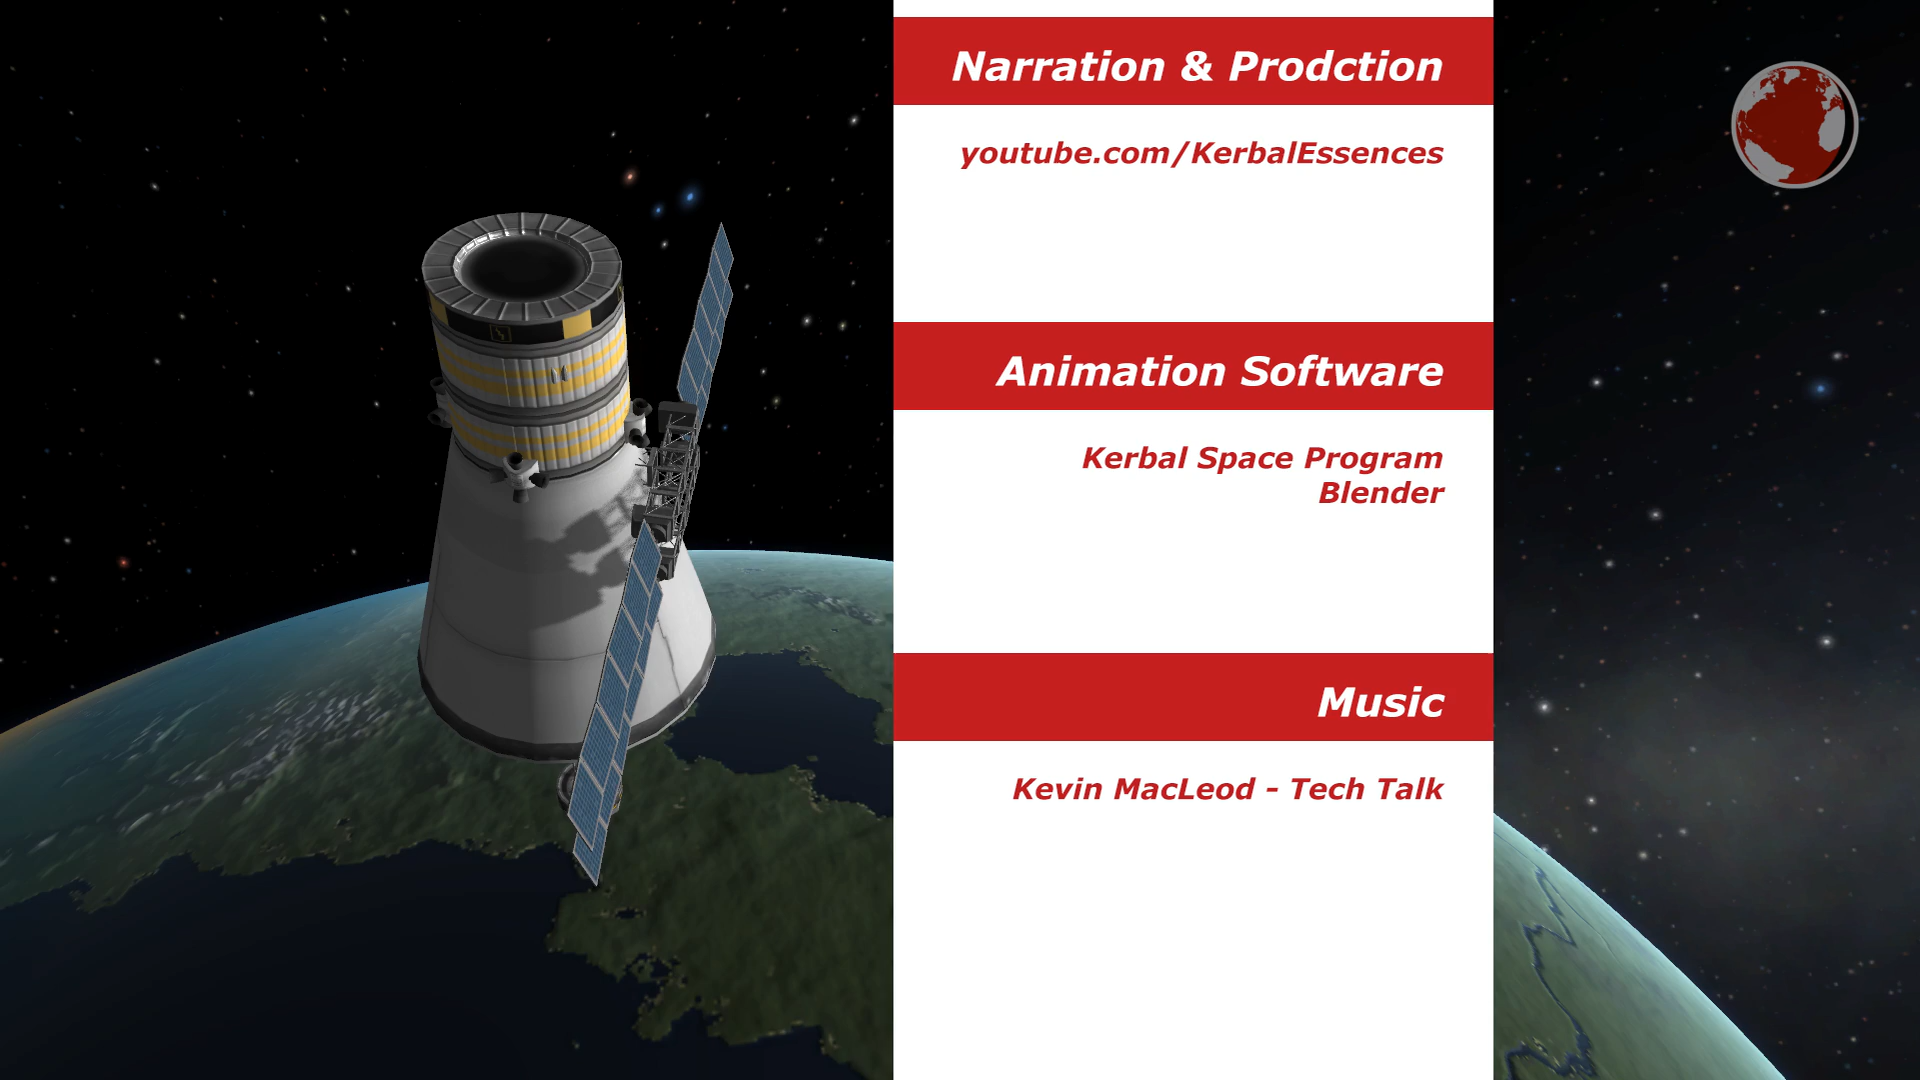 Narration & Prodction
youtube.com/KerbalEssences
Animation Software
Kerbal Space Program
Blender
Music
Kevin MacLeod - Tech Talk